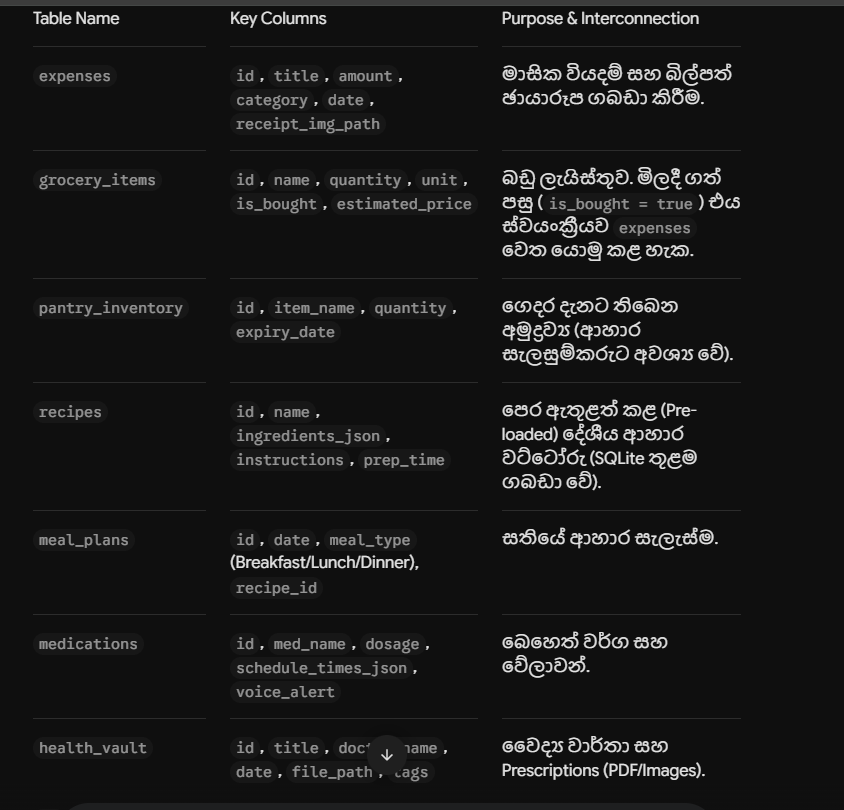 Table Name Key Columns Purpose & Interconnection
expenses
id , title , amount ,
category , date ,
receipt_img_path
මාසික වියදම් සහ බිල්පත්
ඡායාරූප ගබඩා කිරීම.
grocery_items
id , name , quantity , unit ,
is_bought , estimated_price
බඩු ලැයිස්තුව. මිලදී ගත්
පසු ( is_bought = true ) එය
ස්වයංක්‍රීයව expenses
වෙත යොමු කළ හැක.
pantry_inventory
id , item_name , quantity ,
expiry_date
ගෙදර දැනට තිබෙන
අමුද්‍රව්‍ය (ආහාර
සැලසුම්කරුට අවශ්‍ය වේ).
recipes
id , name ,
ingredients_json ,
instructions , prep_time
පෙර ඇතුළත් කළ (Pre-
loaded) දේශීය ආහාර
වට්ටෝරු (SQLite තුළම
ගබඩා වේ).
meal_plans
id , date , meal_type
(Breakfast/Lunch/Dinner),
recipe_id
සතියේ ආහාර සැලැස්ම.
medications
id , med_name , dosage ,
schedule_times_json ,
voice_alert
බෙහෙත් වර්ග සහ
වේලාවන්.
health_vault
id , title , ,
date , file_path , tags
වෛද්‍ය වාර්තා සහ
Prescriptions (PDF/Images).